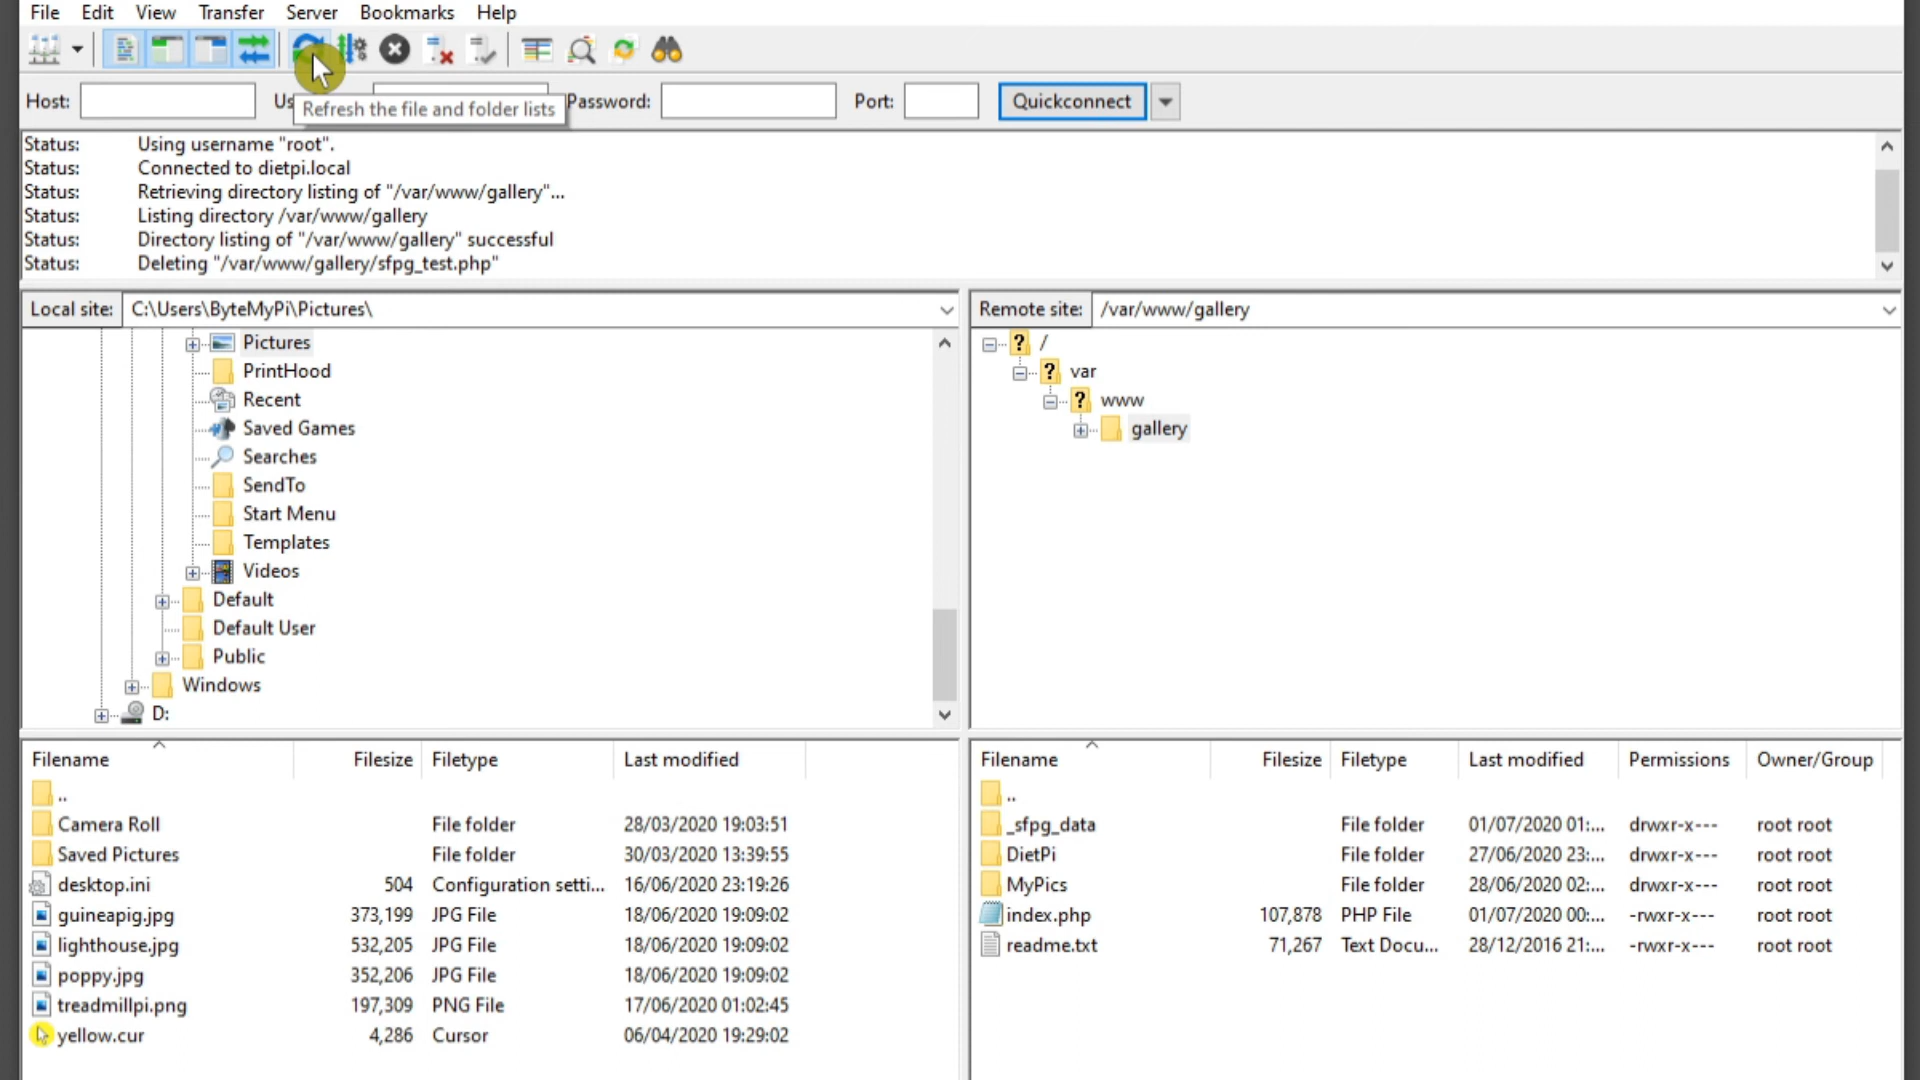 File Edit View Transfer Server Bookmarks Help
Host: Us Password: Port: Quickconnect
Refresh the file and folder lists
Status: Using username "root".
Status: Connected to dietpi.local
Status: Retrieving directory listing of "/var/www/gallery"...
Status: Listing directory /var/www/gallery
Status: Directory listing of "/var/www/gallery" successful
Status: Deleting "/var/www/gallery/sfpg_test.php"
Local site: C:\Users\ByteMyPi\Pictures\
Pictures
PrintHood
Recent
Saved Games
Searches
SendTo
Start Menu
Templates
Videos
Default
Default User
Public
Windows
D:
Remote site: /var/www/gallery
? /
? var
? www
gallery
Filename Filesize Filetype Last modified
..
Camera Roll File folder 28/03/2020 19:03:51
Saved Pictures File folder 30/03/2020 13:39:55
desktop.ini 504 Configuration setti... 16/06/2020 23:19:26
guineapig.jpg 373,199 JPG File 18/06/2020 19:09:02
lighthouse.jpg 532,205 JPG File 18/06/2020 19:09:02
poppy.jpg 352,206 JPG File 18/06/2020 19:09:02
treadmillpi.png 197,309 PNG File 17/06/2020 01:02:45
yellow.cur 4,286 Cursor 06/04/2020 19:29:02
Filename Filesize Filetype Last modified Permissions Owner/Group
..
_sfpg_data File folder 01/07/2020 01:... drwxr-x--- root root
DietPi File folder 27/06/2020 23:... drwxr-x--- root root
MyPics File folder 28/06/2020 02:... drwxr-x--- root root
index.php 107,878 PHP File 01/07/2020 00:... -rwxr-x--- root root
readme.txt 71,267 Text Docu... 28/12/2016 21:... -rwxr-x--- root root